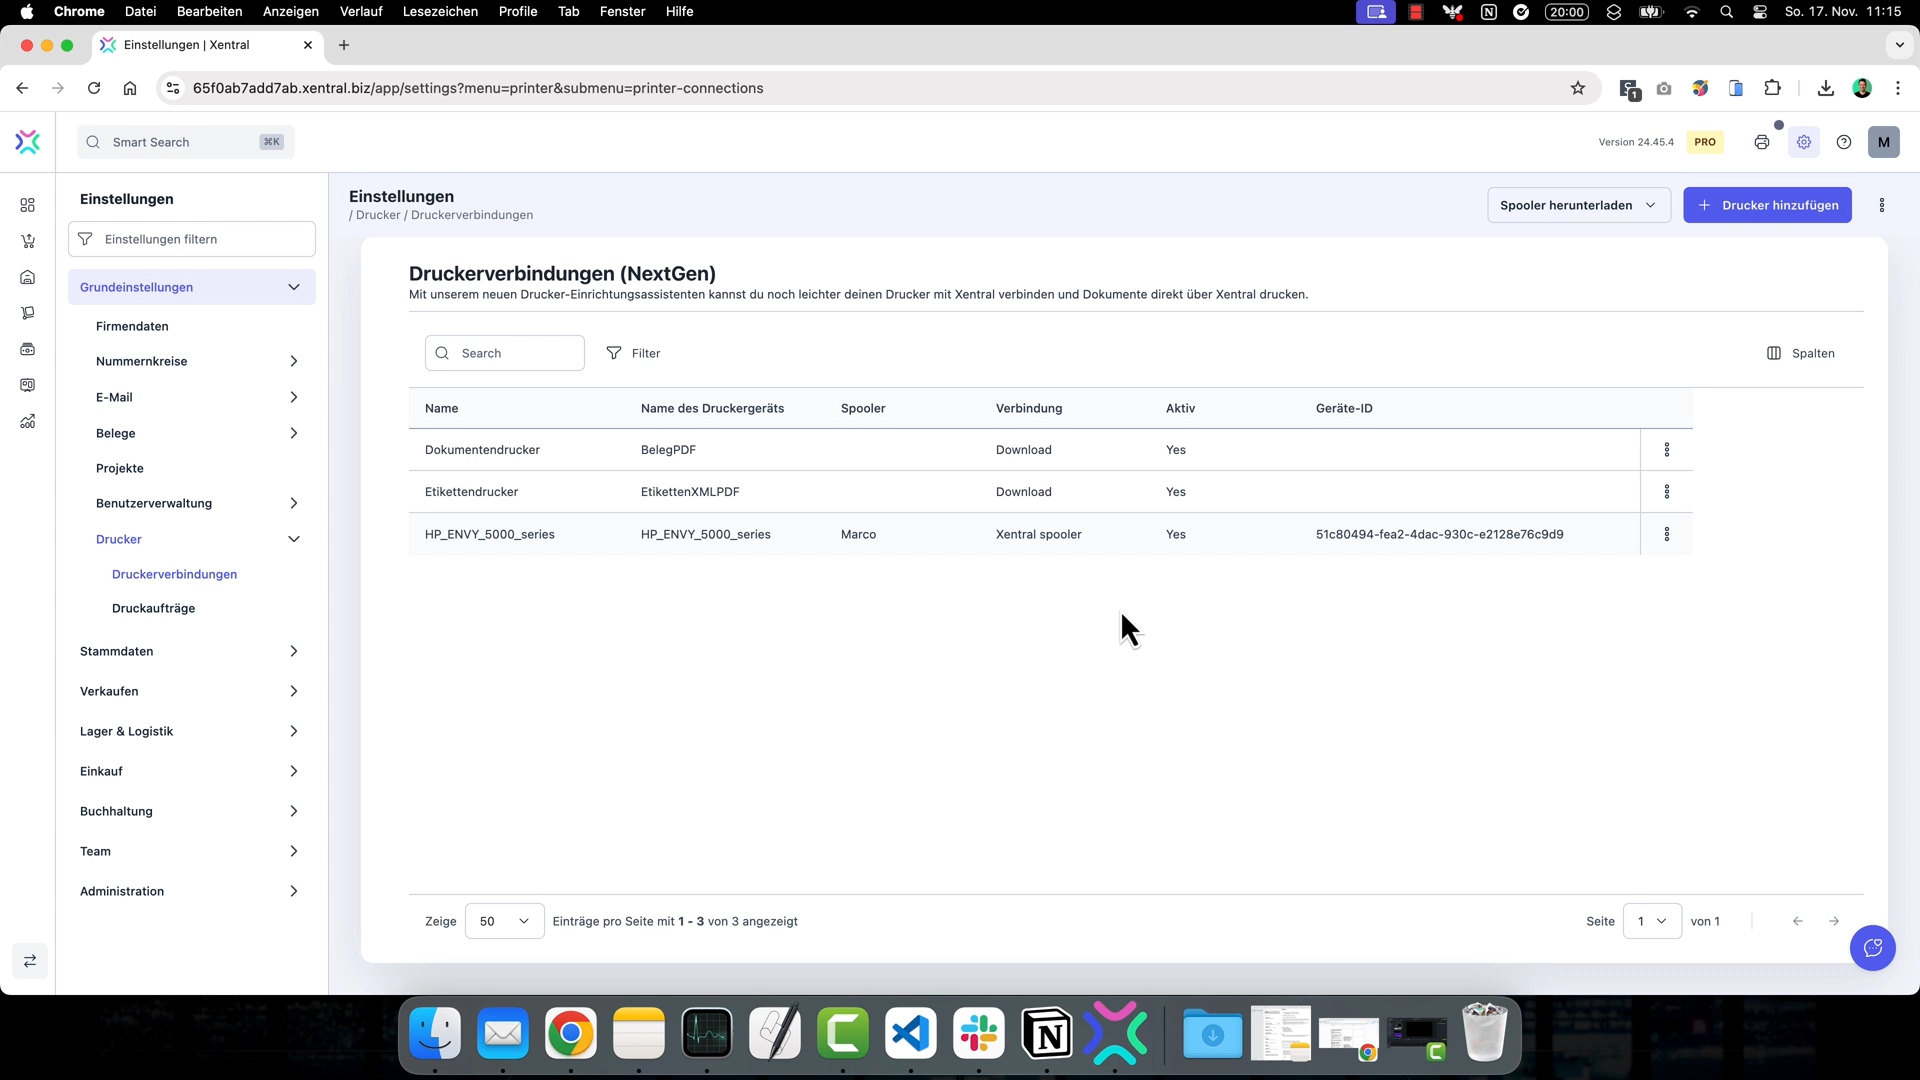 Chrome Datei Bearbeiten Anzeigen Verlauf Lesezeichen Profile Tab Fenster Hilfe 20:00 So. 17. Nov. 11:15
Einstellungen | Xentral
65f0ab7add7ab.xentral.biz/app/settings?menu=printer&submenu=printer-connections 1
Smart Search ⌘K Version 24.45.4 PRO M
Einstellungen
Einstellungen filtern
Grundeinstellungen
Firmendaten
Nummernkreise
E-Mail
Belege
Projekte
Benutzerverwaltung
Drucker
Druckerverbindungen
Druckaufträge
Stammdaten
Verkaufen
Lager & Logistik
Einkauf
Buchhaltung
Team
Administration
Einstellungen
/ Drucker / Druckerverbindungen
Spooler herunterladen
Drucker hinzufügen
Druckerverbindungen (NextGen)
Mit unserem neuen Drucker-Einrichtungsassistenten kannst du noch leichter deinen Drucker mit Xentral verbinden und Dokumente direkt über Xentral drucken.
Search Filter Spalten
Name Name des Druckergeräts Spooler Verbindung Aktiv Geräte-ID
Dokumentendrucker BelegPDF Download Yes
Etikettendrucker EtikettenXMLPDF Download Yes
HP_ENVY_5000_series HP_ENVY_5000_series Marco Xentral spooler Yes 51c80494-fea2-4dac-930c-e2128e76c9d9
Zeige 50 Einträge pro Seite mit 1 - 3 von 3 angezeigt Seite 1 von 1